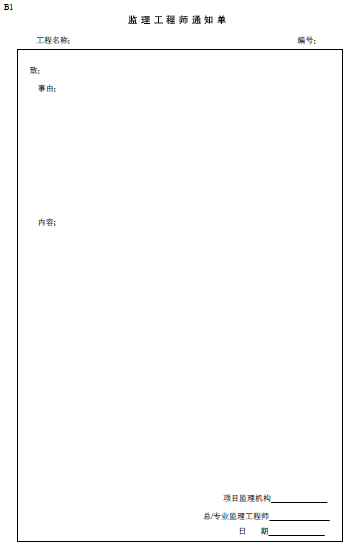 B1
监理工程师通知单
工程名称： 编号：
致：
事由：
内容：
项目监理机构
总/专业监理工程师
日 期